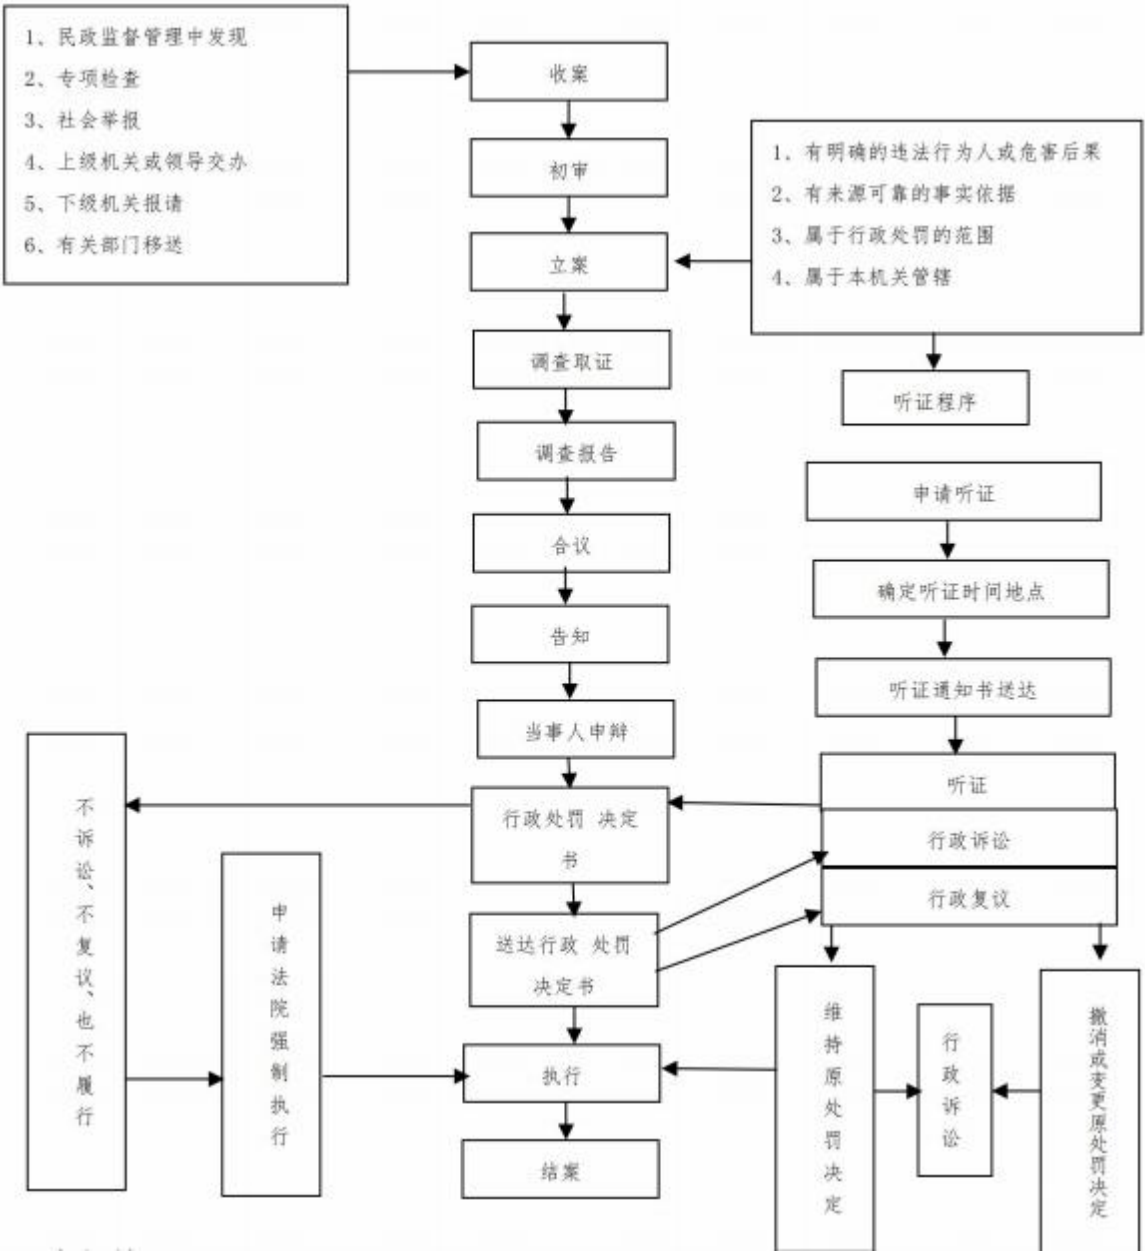 1、民政监督管理中发现
2、专项检查
3、社会举报
4、上级机关或领导交办
5、下级机关报请
6、有关部门移送
收案
初审
立案
1、有明确的违法行为人或危害后果
2、有来源可靠的事实依据
3、属于行政处罚的范围
4、属于本机关管辖
调查取证
听证程序
调查报告
申请听证
合议
确定听证时间地点
告知
听证通知书送达
当事人申辩
听证
行政处罚 决定
书
行政诉讼
行政复议
送达行政 处罚
决定书
不诉讼、不复议、也不履行
申请法院强制执行
执行
结案
维持原处罚决定
行政诉讼
撤消或变更原处罚决定